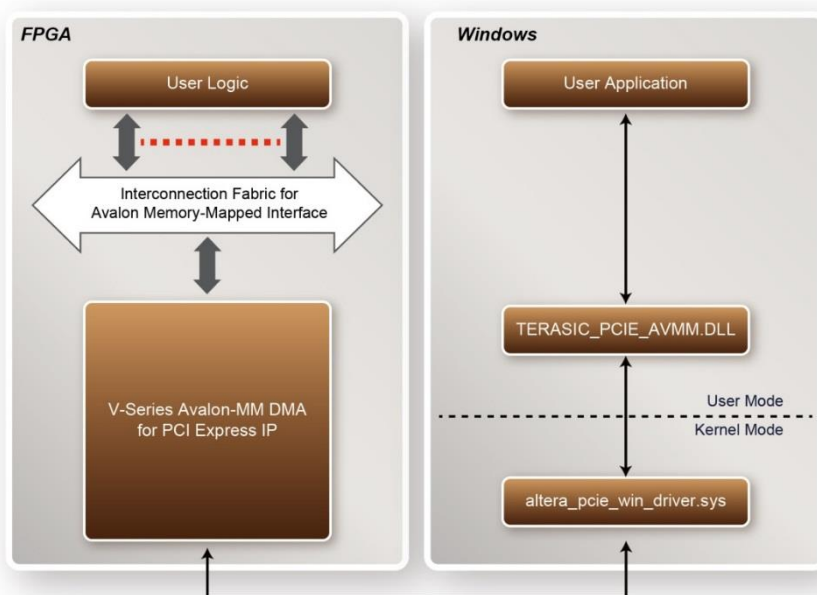 FPGA
User Logic
Interconnection Fabric for
Avalon Memory-Mapped Interface
V-Series Avalon-MM DMA
for PCI Express IP
Windows
User Application
TERASIC_PCIE_AVMM.DLL
User Mode
Kernel Mode
altera_pcie_win_driver.sys